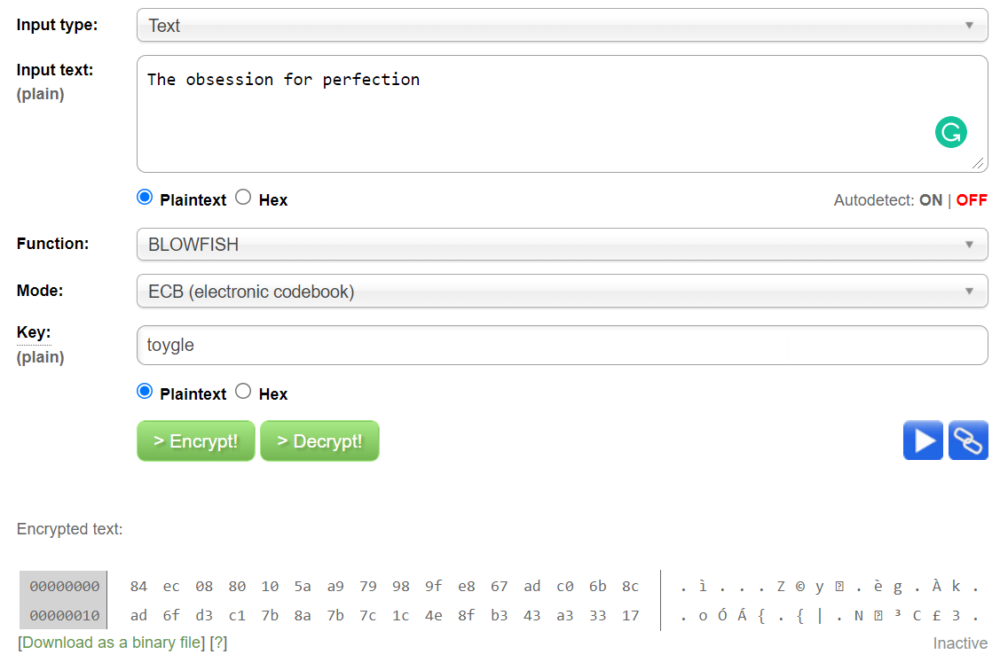 Input type:
Text
Input text:
(plain)
The obsession for perfection
Plaintext Hex
Autodetect: ON | OFF
Function:
BLOWFISH
Mode:
ECB (electronic codebook)
Key:
(plain)
toygle
Plaintext Hex
> Encrypt! > Decrypt!
Encrypted text:
00000000 84 ec 08 80 10 5a a9 79 98 9f e8 67 ad c0 6b 8c . ì . . . Z © y . è g . À k .
00000010 ad 6f d3 c1 7b 8a 7b 7c 1c 4e 8f b3 43 a3 33 17 . o Ó Á { . { | . N ³ C £ 3 .
[Download as a binary file] [?]
Inactive